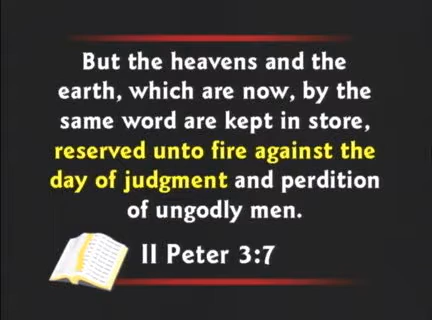 But the heavens and the
earth, which are now, by the
same word are kept in store,
reserved unto fire against the
day of judgment and perdition
of ungodly men.
II Peter 3:7